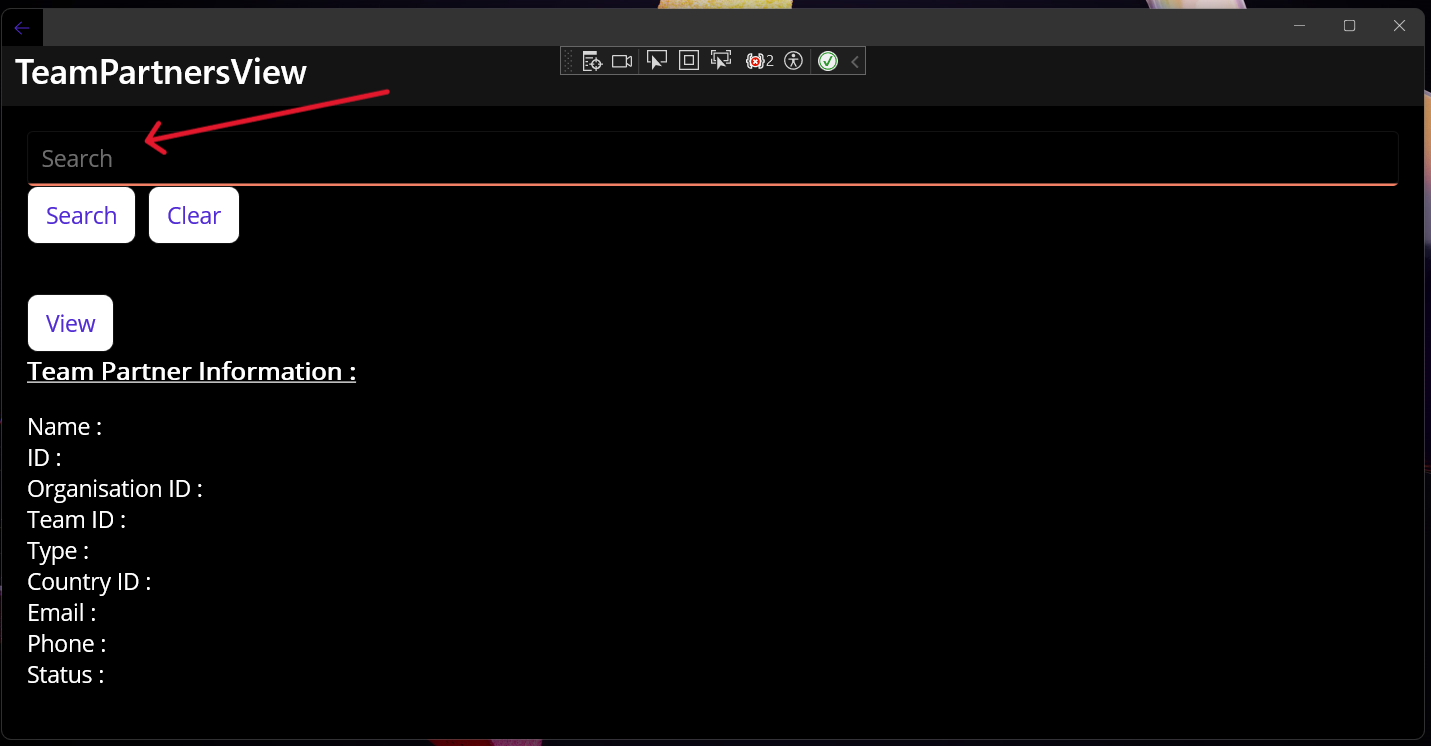 TeamPartnersView
2
Search
Search Clear
View
Team Partner Information :
Name :
ID :
Organisation ID :
Team ID :
Type :
Country ID :
Email :
Phone :
Status :